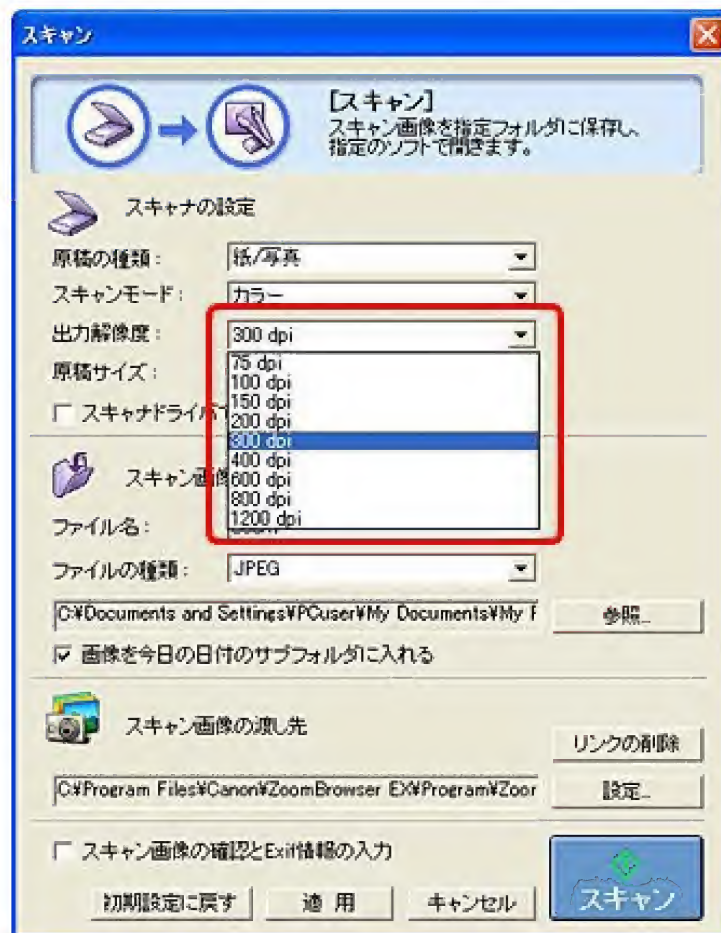 スキャン
[スキャン]
スキャン画像を指定フォルダに保存し、
指定のソフトで開きます。
スキャナの設定
原稿の種類： 紙/写真
スキャンモード： カラー
出力解像度： 300 dpi
原稿サイズ：
75 dpi
100 dpi
150 dpi
200 dpi
300 dpi
400 dpi
600 dpi
800 dpi
1200 dpi
スキャナドライバ
スキャン画像
ファイル名：
ファイルの種類： JPEG
C:¥Documents and Settings¥PCuser¥My Documents¥My 参照...
画像を今日の日付のサブフォルダに入れる
スキャン画像の渡し先
リンクの削除
C:¥Program Files¥Canon¥ZoomBrowser EX¥Program¥Zoor 設定...
スキャン画像の確認とExif情報の入力
初期設定に戻す 適用 キャンセル スキャン